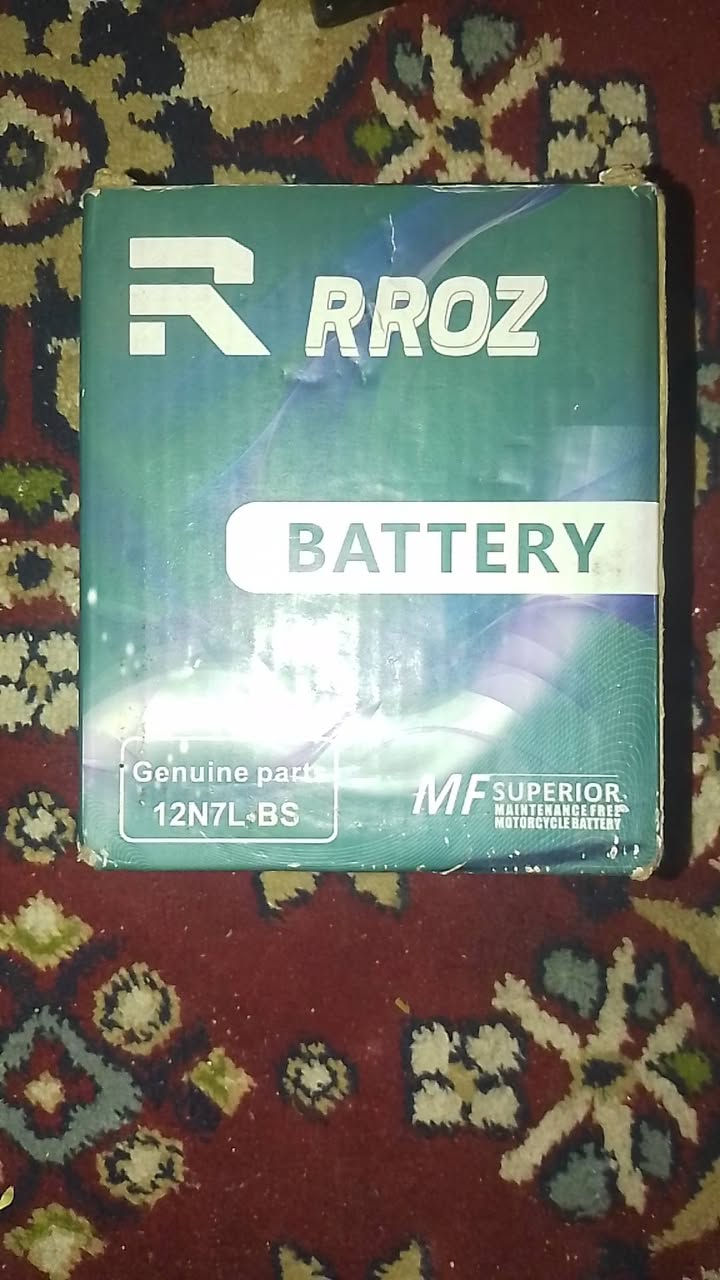 R RROZ
BATTERY
Genuine parts
12N7L-BS
MF SUPERIOR
MAINTENANCE FREE
MOTORCYCLE BATTERY